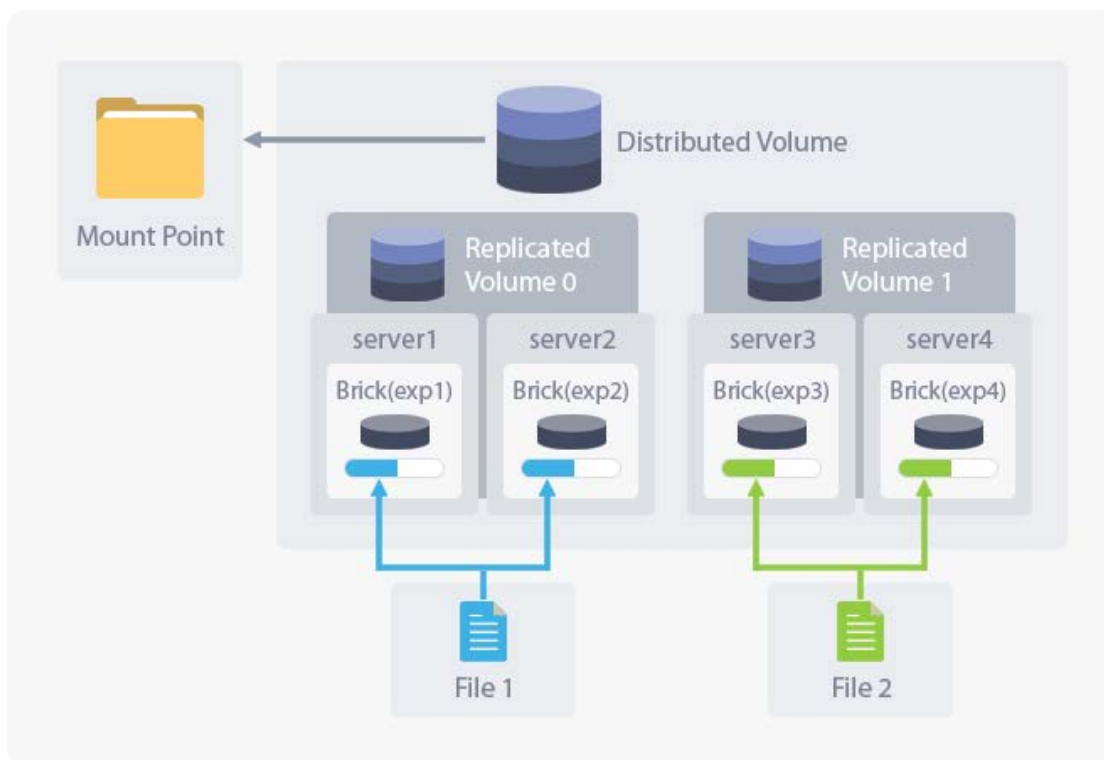 Distributed Volume
Mount Point
Replicated
Volume 0
Replicated
Volume 1
server1
server2
server3
server4
Brick(exp1)
Brick(exp2)
Brick(exp3)
Brick(exp4)
File 1
File 2